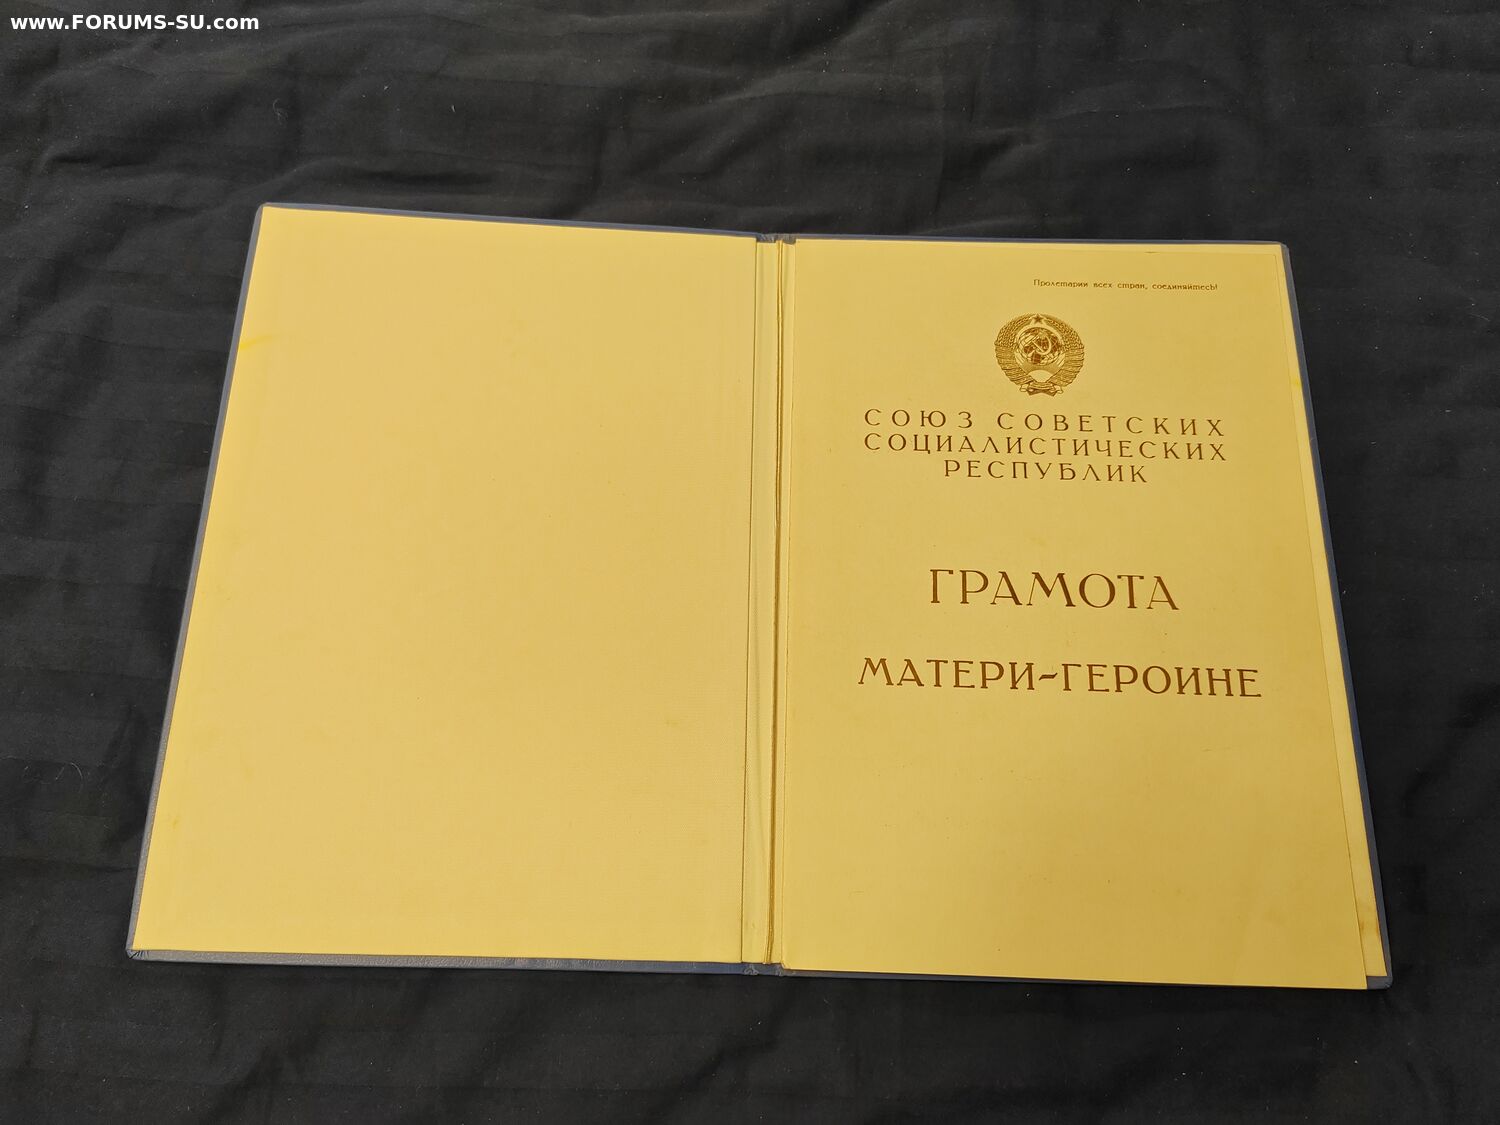 www.FORUMS-SU.com
Пролетарии всех стран, соединяйтесь!
СОЮЗ СОВЕТСКИХ
СОЦИАЛИСТИЧЕСКИХ
РЕСПУБЛИК
ГРАМОТА
МАТЕРИ-ГЕРОИНЕ